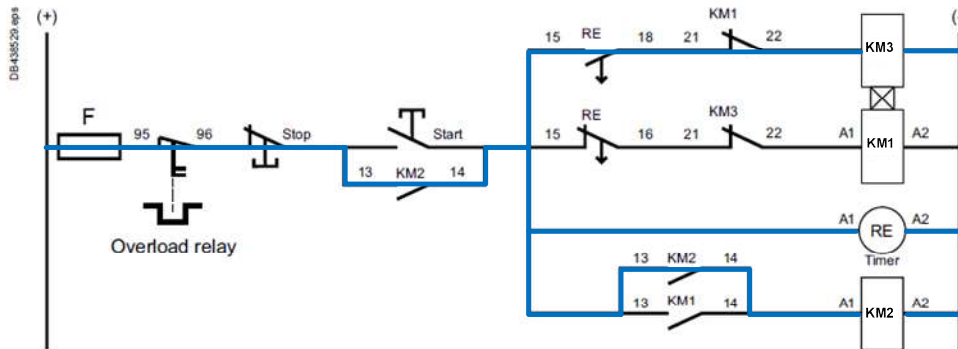 DB438529.eps
(+)
F
95
96
Stop
Start
13
KM2
14
Overload relay
15
RE
18
21
KM1
22
KM3
15
RE
16
21
KM3
22
A1
KM1
A2
A1
RE
A2
Timer
13
KM2
14
13
KM1
14
A1
KM2
A2